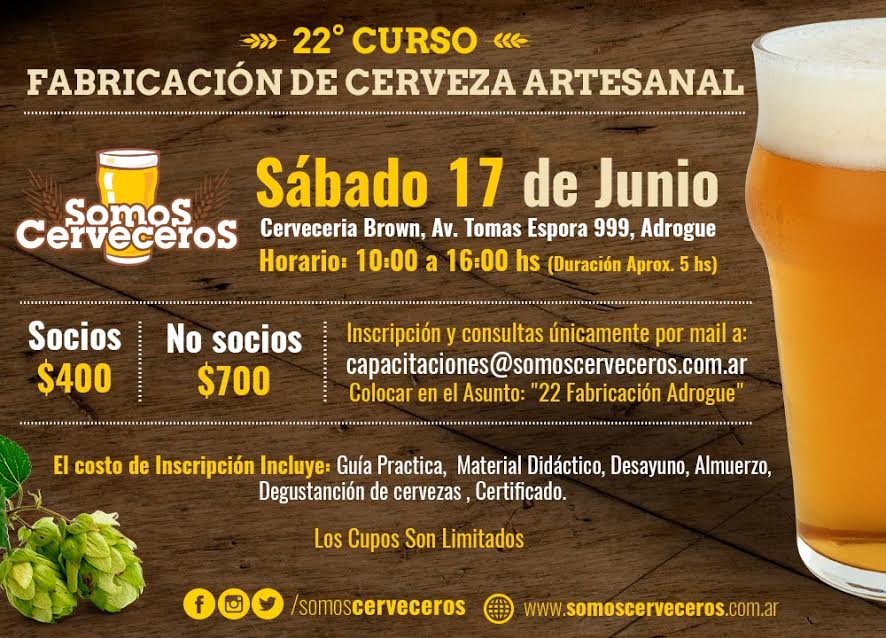 22° CURSO
FABRICACIÓN DE CERVEZA ARTESANAL
SOMOS
CERVECEROS
Sábado 17 de Junio
Cerveceria Brown, Av. Tomas Espora 999, Adrogue
Horario: 10:00 a 16:00 hs (Duración Aprox. 5 hs)
Socios
$400
No socios
$700
Inscripción y consultas únicamente por mail a:
capacitaciones@somoscerveceros.com.ar
Colocar en el Asunto: "22 Fabricación Adrogue"
El costo de Inscripción Incluye: Guía Practica, Material Didáctico, Desayuno, Almuerzo,
Degustanción de cervezas , Certificado.
Los Cupos Son Limitados
/somoscerveceros www.somoscerveceros.com.ar